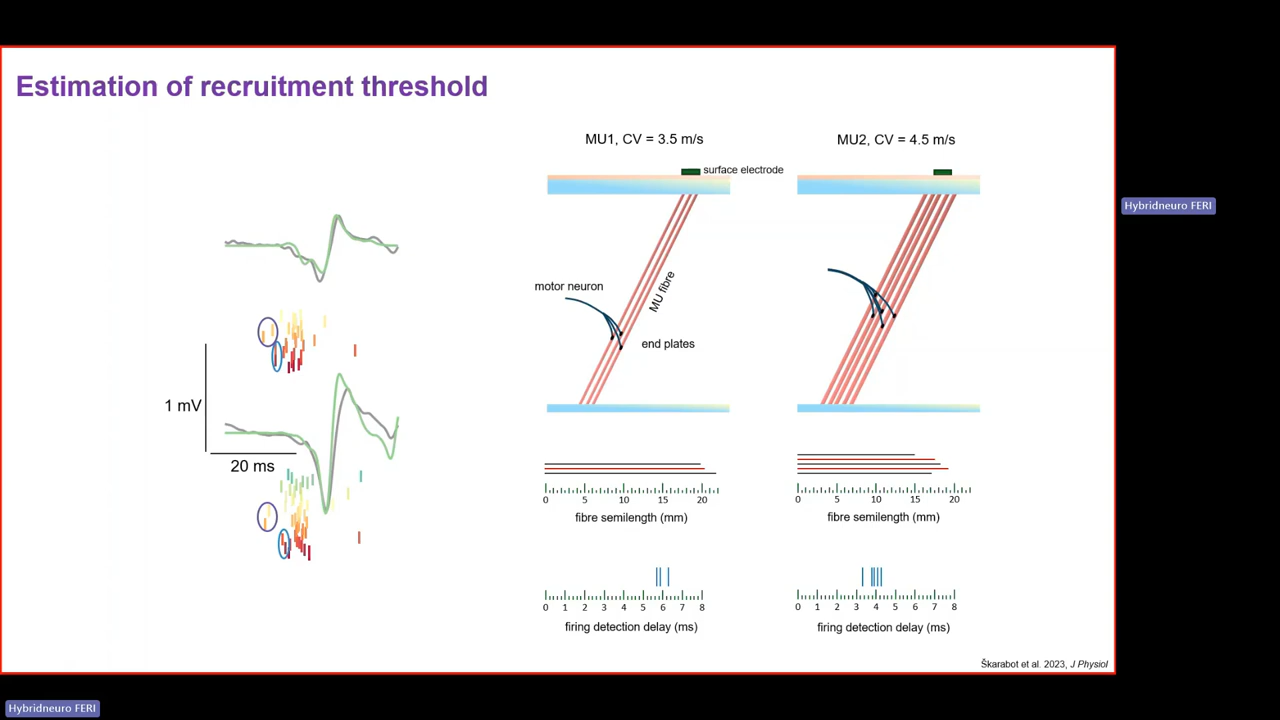 Estimation of recruitment threshold
MU1, CV = 3.5 m/s
MU2, CV = 4.5 m/s
surface electrode
Hybridneuro FERI
motor neuron
MU fibre
end plates
1 mV
20 ms
0 5 10 15 20
fibre semilength (mm)
0 5 10 15 20
fibre semilength (mm)
0 1 2 3 4 5 6 7 8
firing detection delay (ms)
0 1 2 3 4 5 6 7 8
firing detection delay (ms)
Škarabot et al. 2023, J Physiol
Hybridneuro FERI